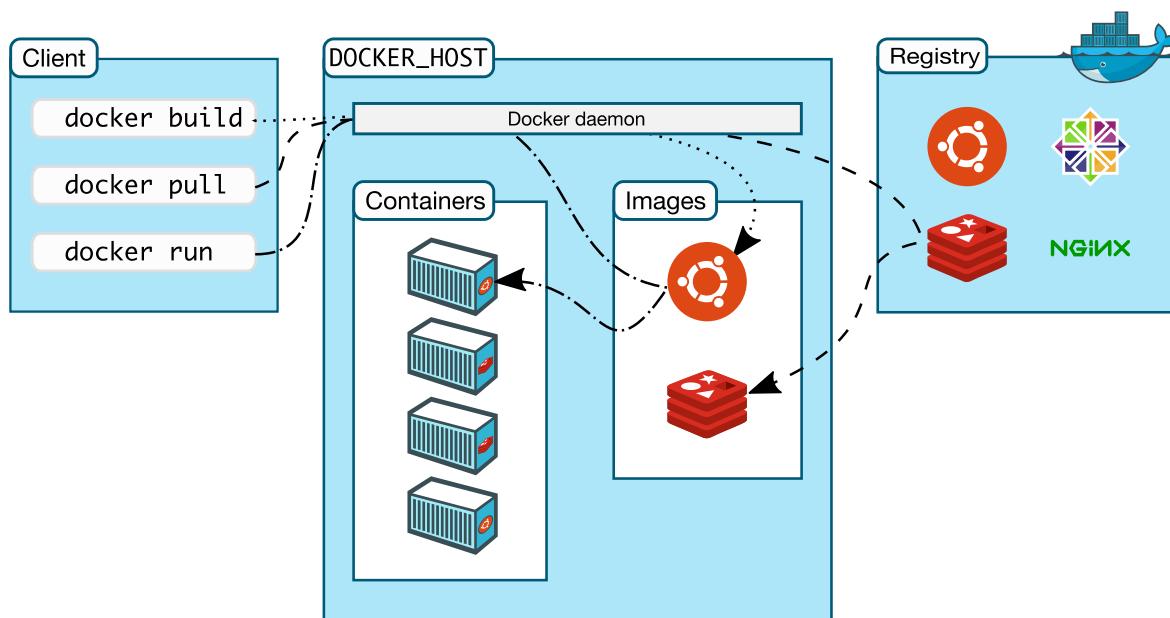 Client
docker build
docker pull
docker run
DOCKER_HOST
Docker daemon
Containers
Images
Registry
NGiNX